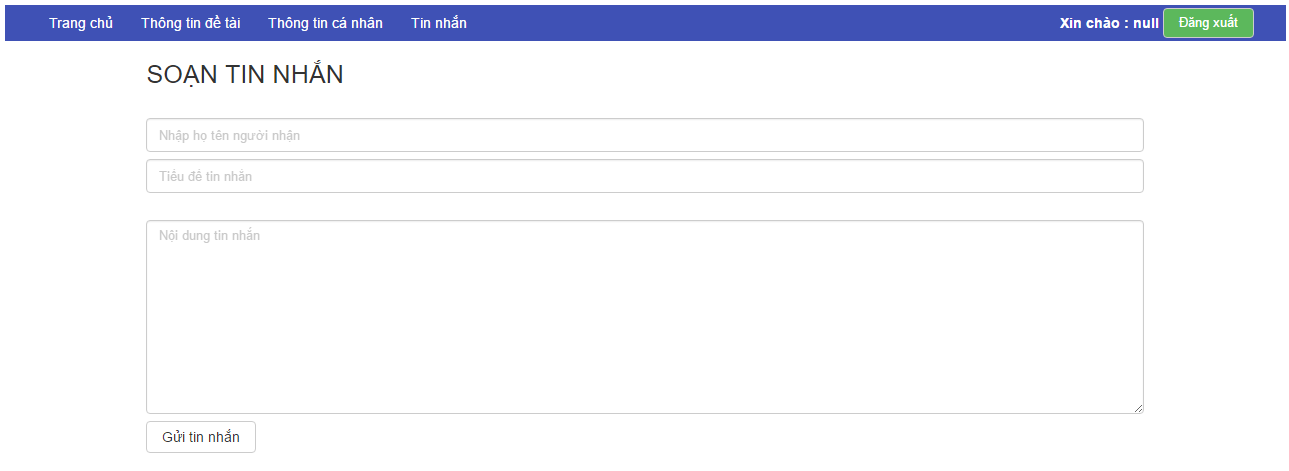 Trang chủ Thông tin đề tài Thông tin cá nhân Tin nhắn Xin chào : null Đăng xuất
SOẠN TIN NHẮN
Nhập họ tên người nhận
Tiêu đề tin nhắn
Nội dung tin nhắn
Gửi tin nhắn